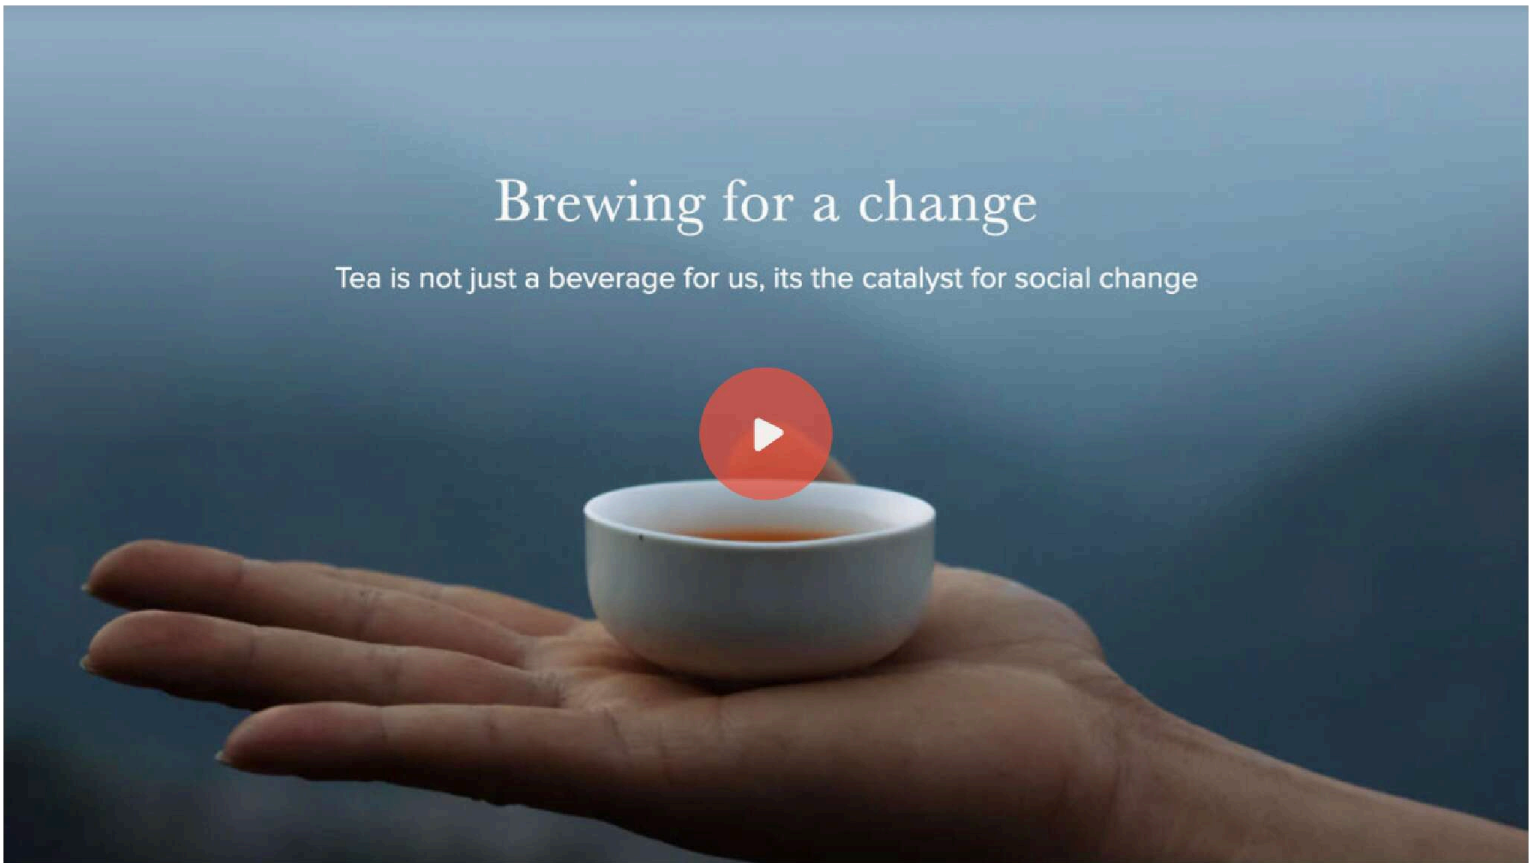 Brewing for a change
Tea is not just a beverage for us, its the catalyst for social change